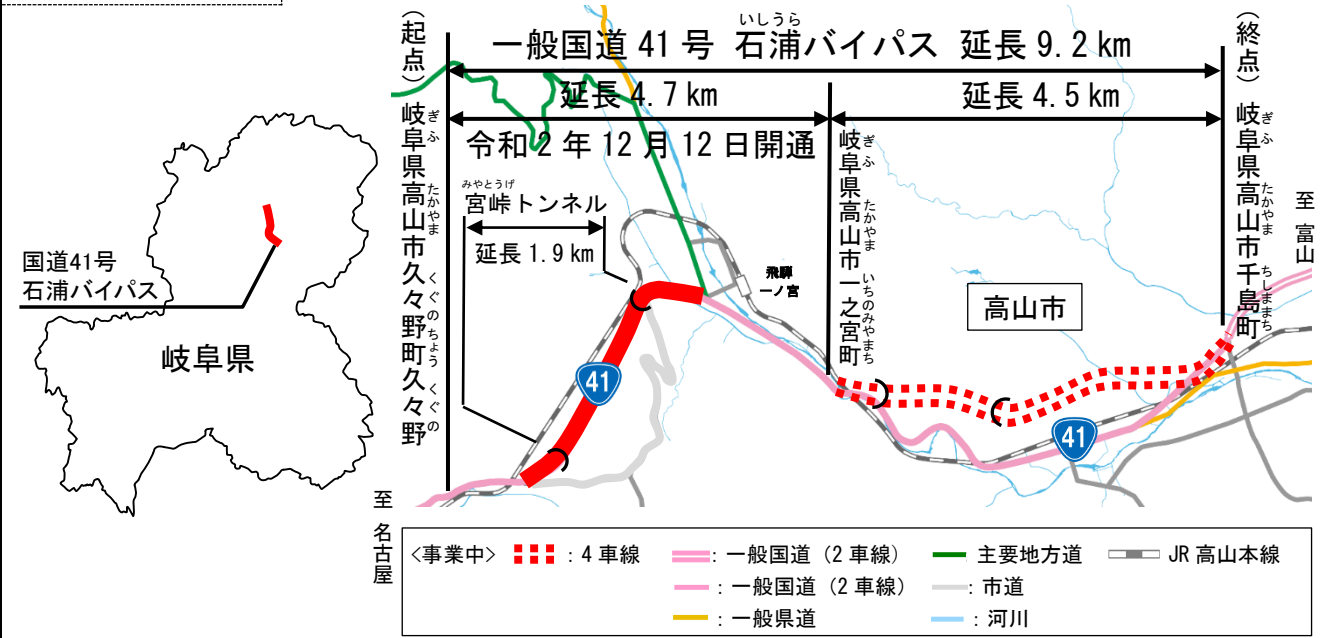 国道41号
石浦バイパス
岐阜県
（起点）岐阜県高山市久々野町久々野
ぎふ
たかやま
くぐのちょう
くぐの
至 名古屋
いしうら
一般国道 41 号 石浦バイパス 延長 9.2 km
延長 4.7 km
延長 4.5 km
令和 2 年 12 月 12 日開通
みやとうげ
宮峠トンネル
延長 1.9 km
飛騨
一ノ宮
岐阜県高山市一之宮町
ぎふ
たかやま
いちのみやまち
高山市
41
41
（終点）岐阜県高山市千島町
ぎふ
たかやま
ちしままち
至 富山
<事業中>
：4 車線
：一般国道（2 車線）
主要地方道
JR 高山本線
：一般国道（2 車線）
：市道
：一般県道
：河川